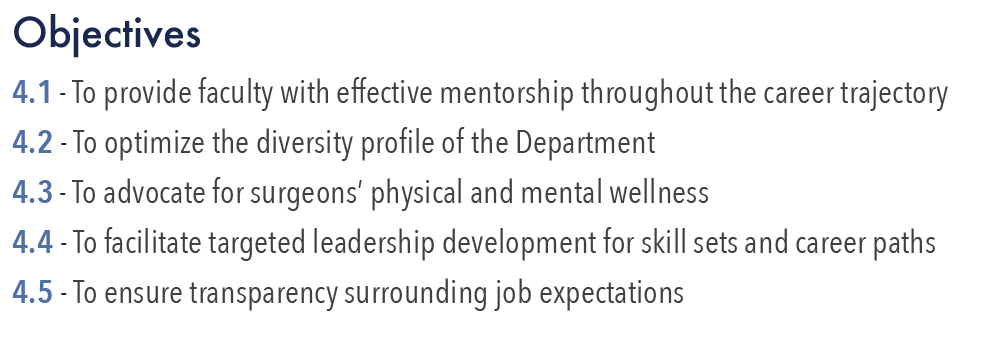 Objectives
4.1 - To provide faculty with effective mentorship throughout the career trajectory
4.2 - To optimize the diversity profile of the Department
4.3 - To advocate for surgeons’ physical and mental wellness
4.4 - To facilitate targeted leadership development for skill sets and career paths
4.5 - To ensure transparency surrounding job expectations